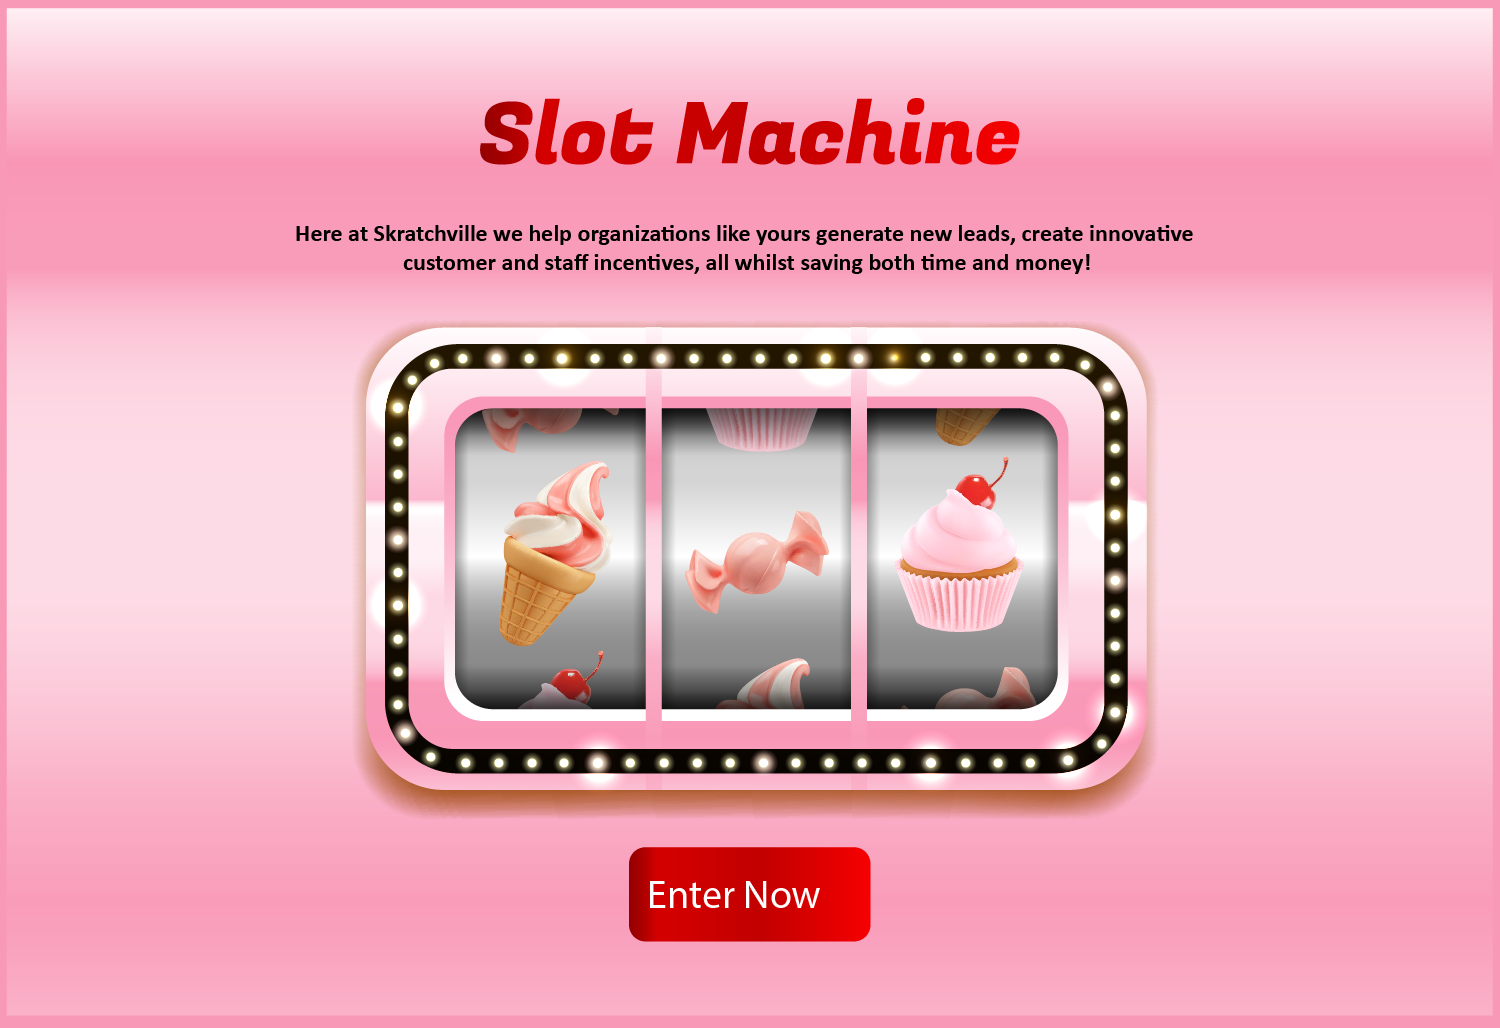 Slot Machine
Here at Skratchville we help organizations like yours generate new leads, create innovative
customer and staff incentives, all whilst saving both time and money!
Enter Now